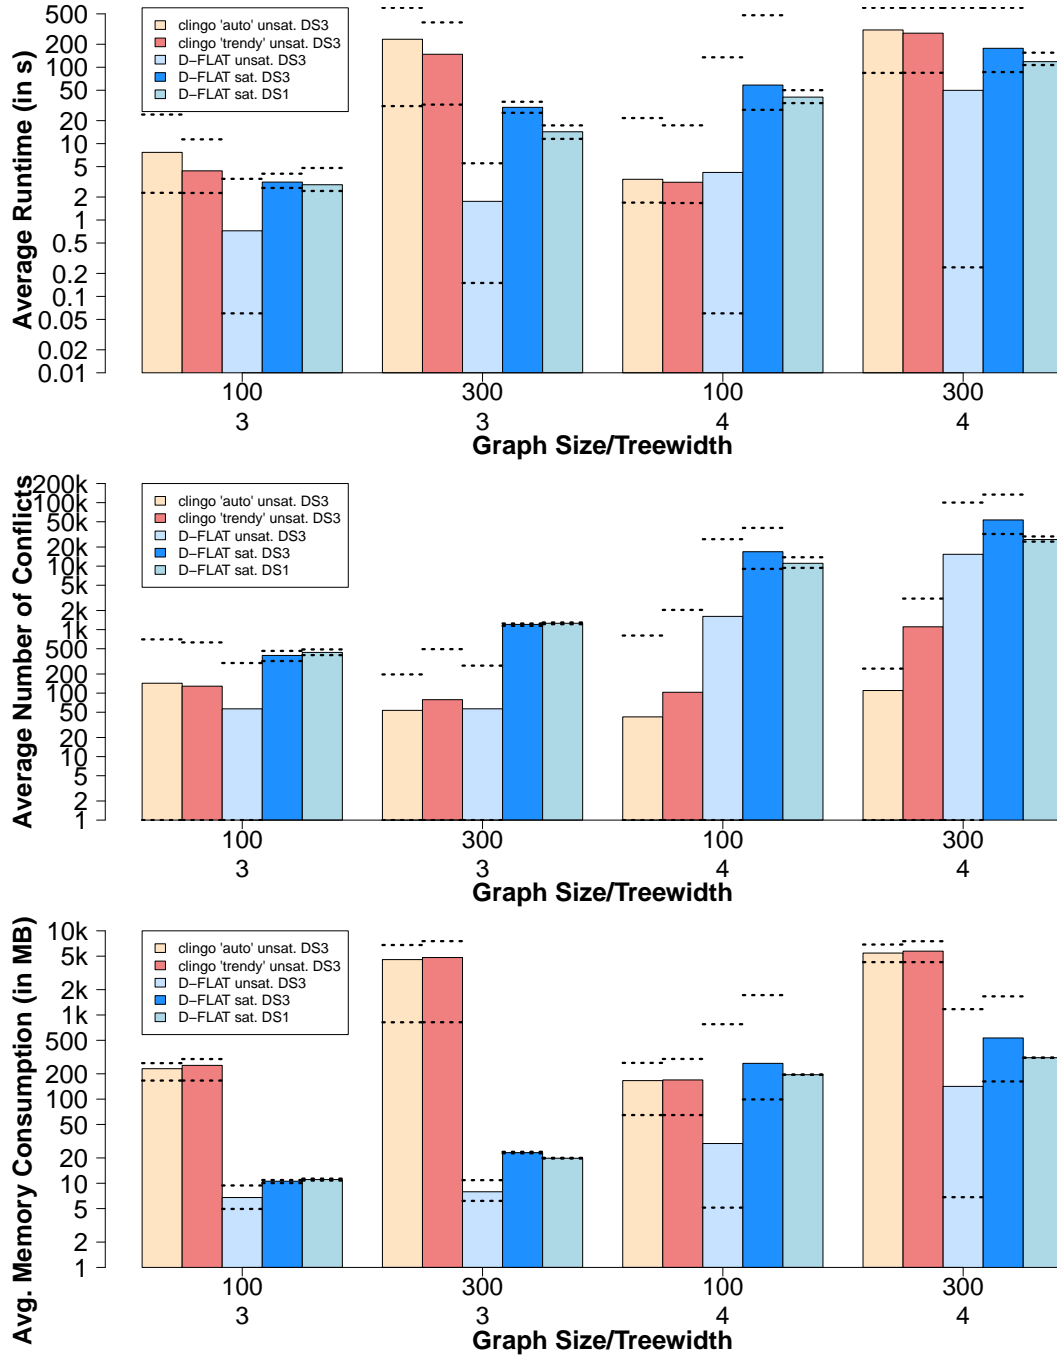 Average Runtime (in s)
500
200
100
50
20
10
5
2
1
0.5
0.2
0.1
0.05
0.02
0.01
clingo 'auto' unsat. DS3
clingo 'trendy' unsat. DS3
D−FLAT unsat. DS3
D−FLAT sat. DS3
D−FLAT sat. DS1
100 300 100 300
3 3 4 4
Graph Size/Treewidth
Average Number of Conflicts
200k
100k
50k
20k
10k
5k
2k
1k
500
200
100
50
20
10
5
2
1
clingo 'auto' unsat. DS3
clingo 'trendy' unsat. DS3
D−FLAT unsat. DS3
D−FLAT sat. DS3
D−FLAT sat. DS1
100 300 100 300
3 3 4 4
Graph Size/Treewidth
Avg. Memory Consumption (in MB)
10k
5k
2k
1k
500
200
100
50
20
10
5
2
1
clingo 'auto' unsat. DS3
clingo 'trendy' unsat. DS3
D−FLAT unsat. DS3
D−FLAT sat. DS3
D−FLAT sat. DS1
100 300 100 300
3 3 4 4
Graph Size/Treewidth